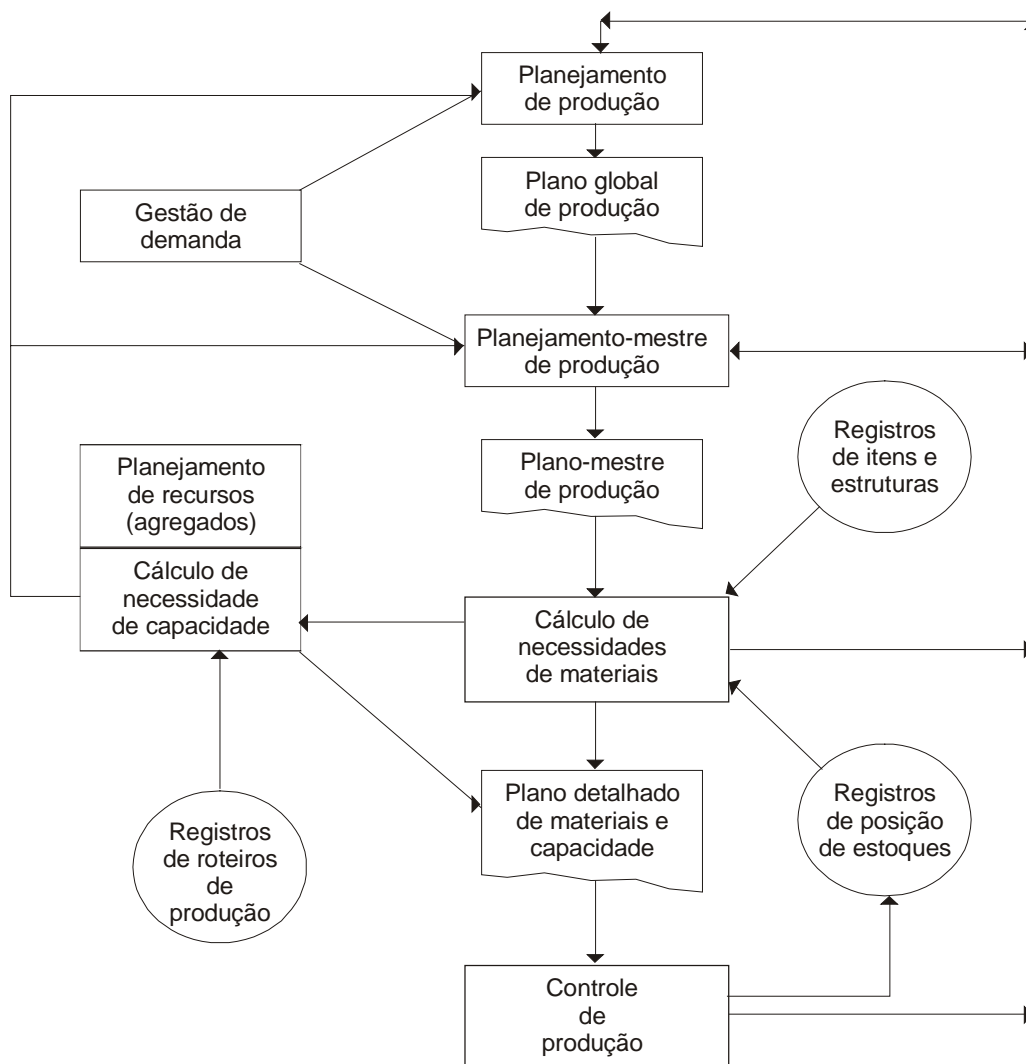 Planejamento
de produção
Plano global
de produção
Gestão de
demanda
Planejamento-mestre
de produção
Registros
de itens e
estruturas
Planejamento
de recursos
(agregados)
Plano-mestre
de produção
Cálculo de
necessidade
de capacidade
Cálculo de
necessidades
de materiais
Registros
de roteiros
de
produção
Plano detalhado
de materiais e
capacidade
Registros
de posição
de estoques
Controle
de
produção